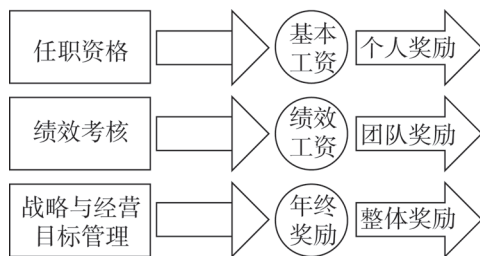 任职资格
基本
工资
个人奖励
绩效考核
绩效
工资
团队奖励
战略与经营
目标管理
年终
奖励
整体奖励